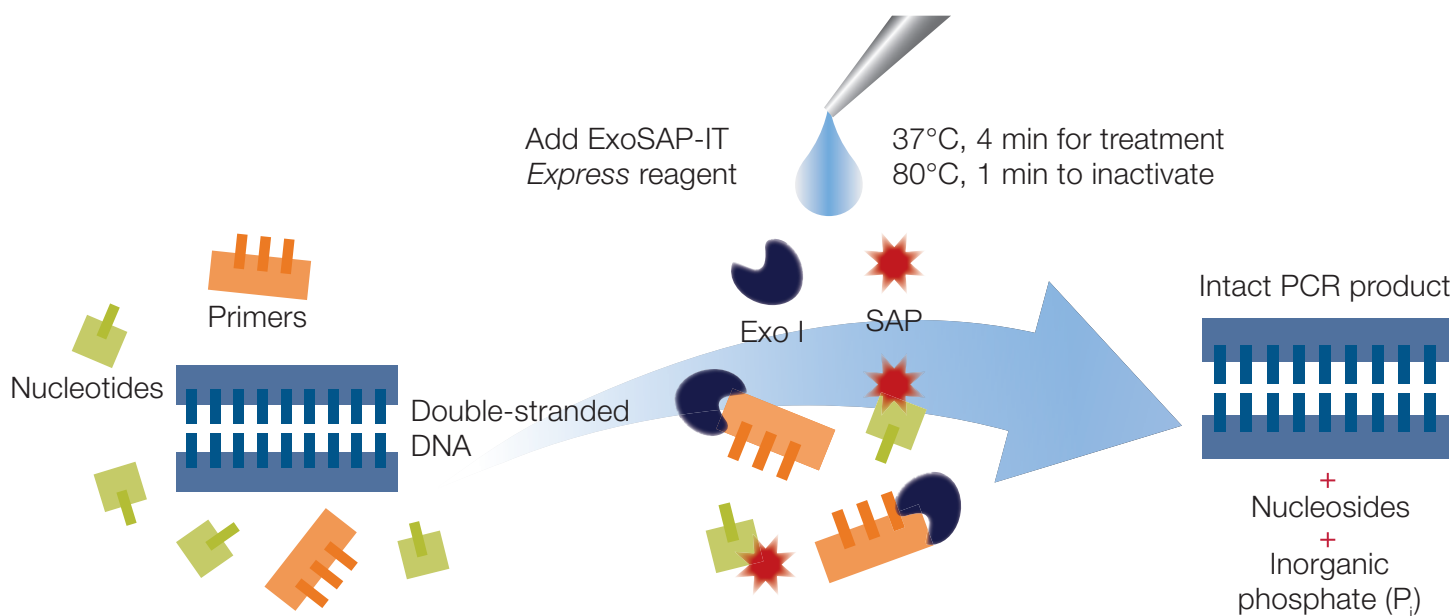 Add ExoSAP-IT
Express reagent
37°C, 4 min for treatment
80°C, 1 min to inactivate
Primers
Nucleotides
Double-stranded
DNA
Exo I
SAP
Intact PCR product
+
Nucleosides
+
Inorganic
phosphate (Pi)